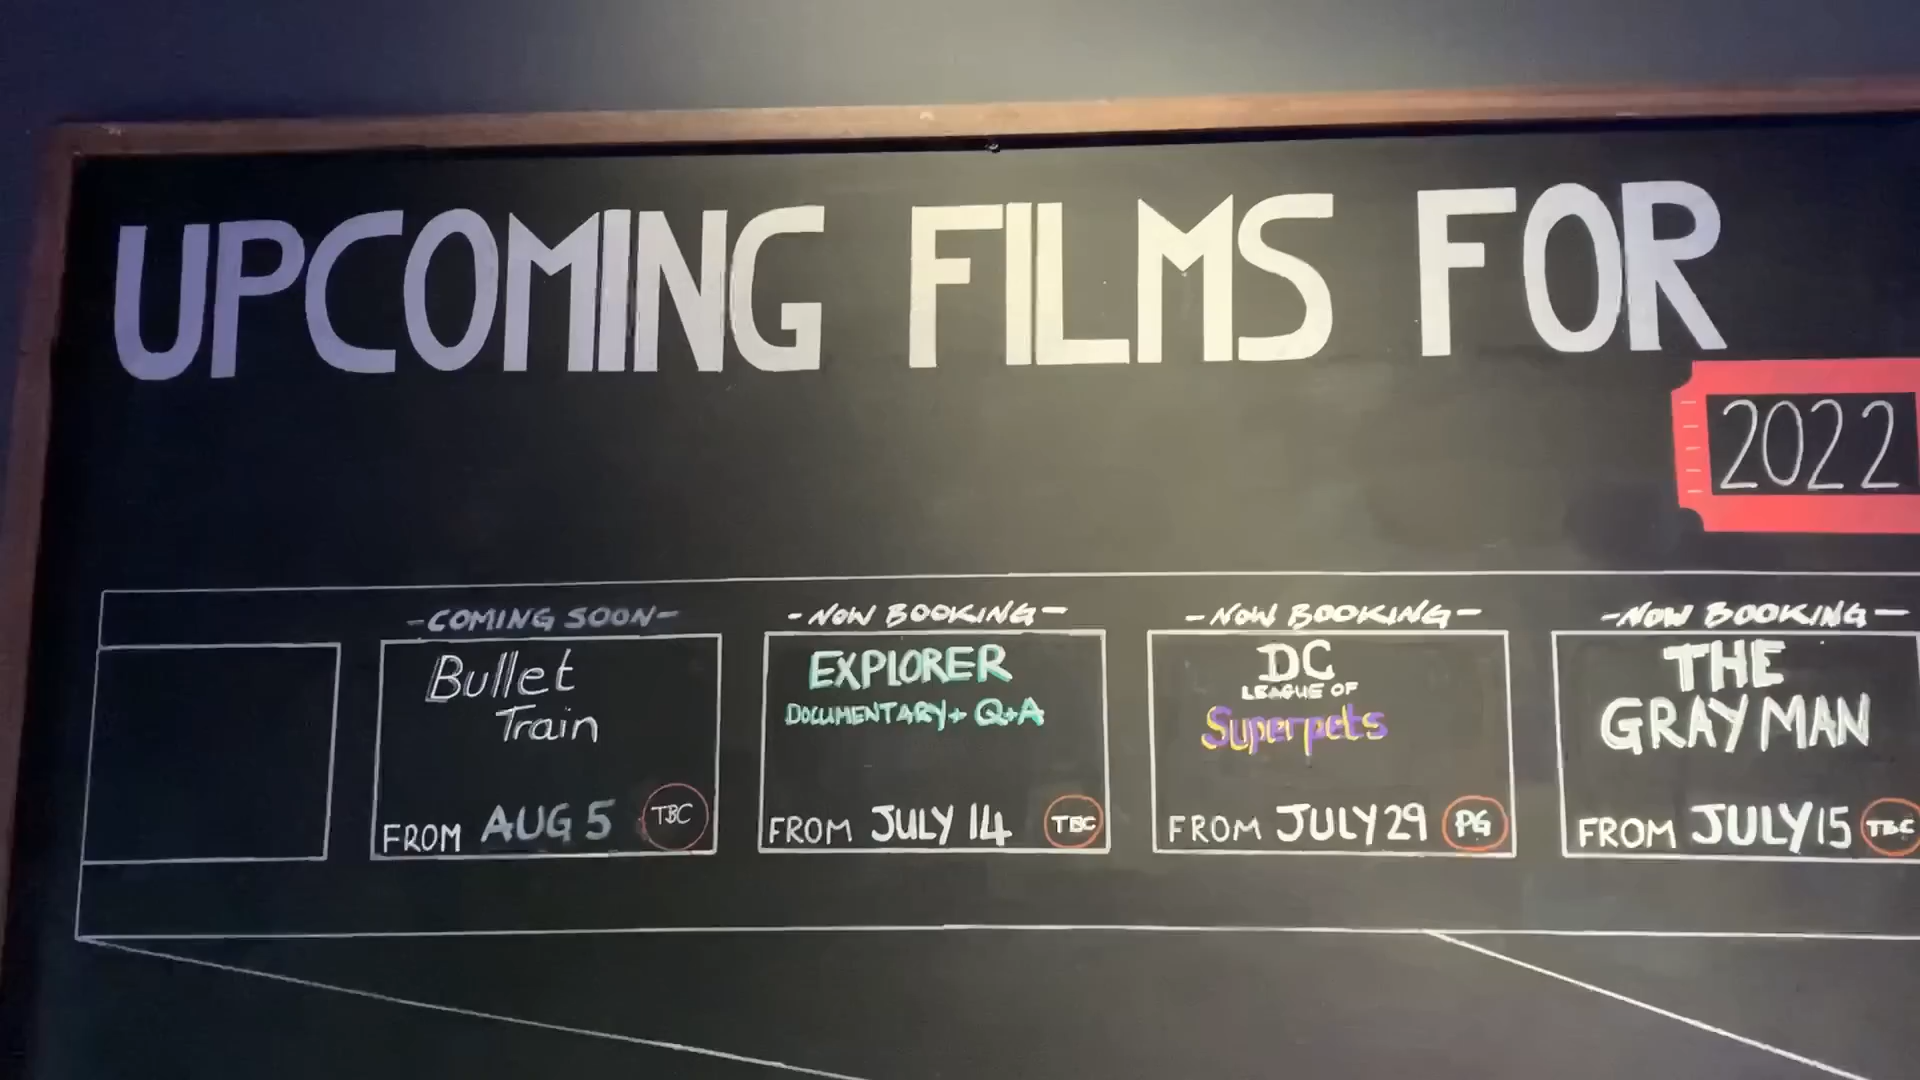 UPCOMING FILMS FOR
2022
-COMING SOON-
Bullet
Train
FROM AUG 5 TBC
-NOW BOOKING-
EXPLORER
DOCUMENTARY+ Q+A
FROM JULY 14 TBC
-NOW BOOKING-
DC
LEAGUE OF
Superpets
FROM JULY 29 PG
-NOW BOOKING-
THE
GRAY MAN
FROM JULY 15 TBC